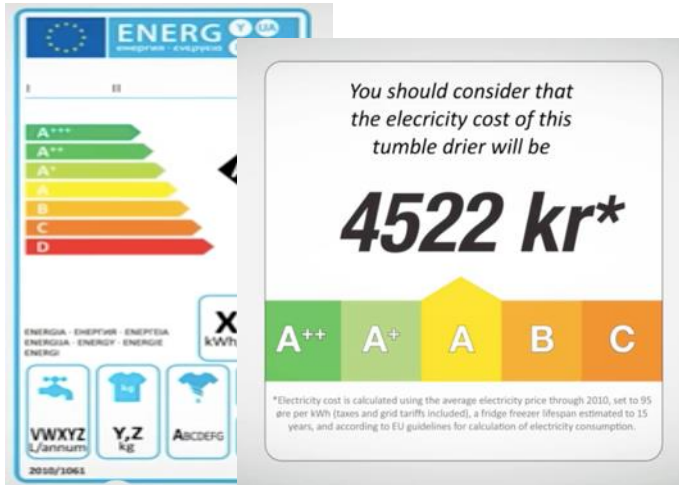 ENERG Y UA
енергия · ενεργεια
I III
A+++
A++
A+
A
B
C
D
X
kWh
ENERGIA · ЕНЕРГИЯ · ΕΝΕΡΓΕΙΑ
ENERGIJA · ENERGY · ENERGIE
ENERGI
VWXYZ
L/annum
Y,Z
kg
ABCDEFG
2010/1061
You should consider that
the elecricity cost of this
tumble drier will be
4522 kr*
A++ A+ A B C
*Electricity cost is calculated using the average electricity price through 2010, set to 95
øre per kWh (taxes and grid tariffs included), a fridge freezer lifespan estimated to 15
years, and according to EU guidelines for calculation of electricity consumption.